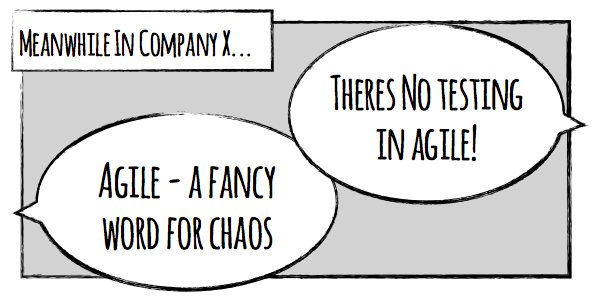 Meanwhile In Company X...
Theres No testing
in agile!
Agile - a fancy
word for chaos